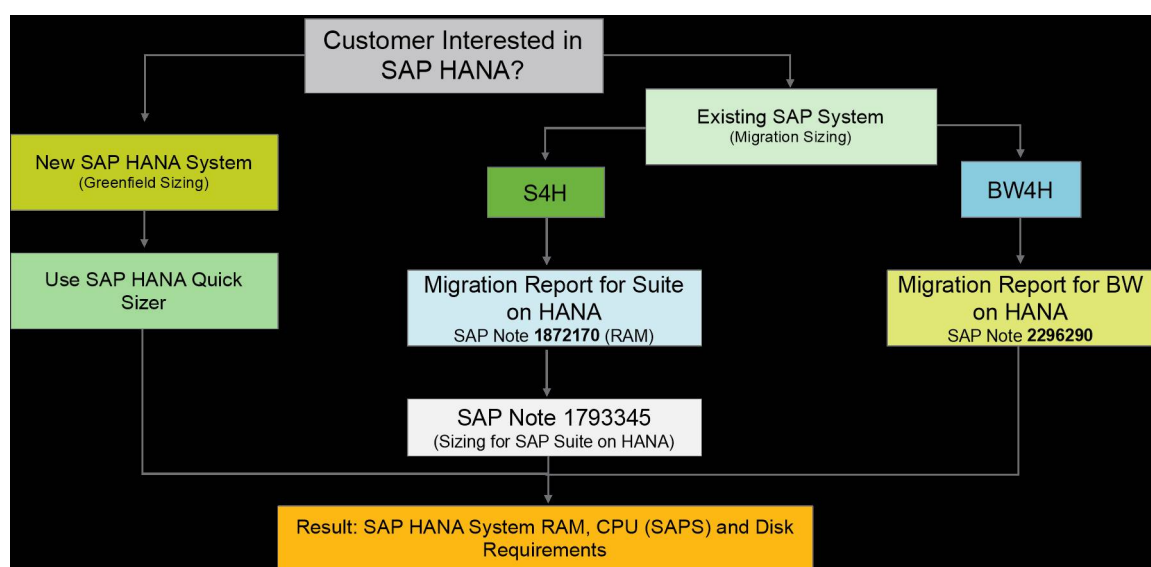 Customer Interested in
SAP HANA?
Existing SAP System
(Migration Sizing)
New SAP HANA System
(Greenfield Sizing)
S4H
BW4H
Use SAP HANA Quick
Sizer
Migration Report for Suite
on HANA
SAP Note 1872170 (RAM)
Migration Report for BW
on HANA
SAP Note 2296290
SAP Note 1793345
(Sizing for SAP Suite on HANA)
Result: SAP HANA System RAM, CPU (SAPS) and Disk
Requirements